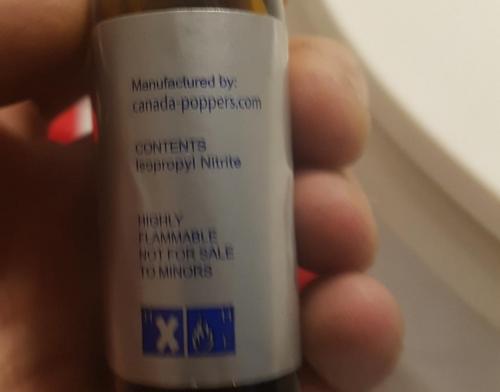 Manufactured by:
canada-poppers.com
CONTENTS
Isopropyl Nitrite
HIGHLY
FLAMMABLE
NOT FOR SALE
TO MINORS
X